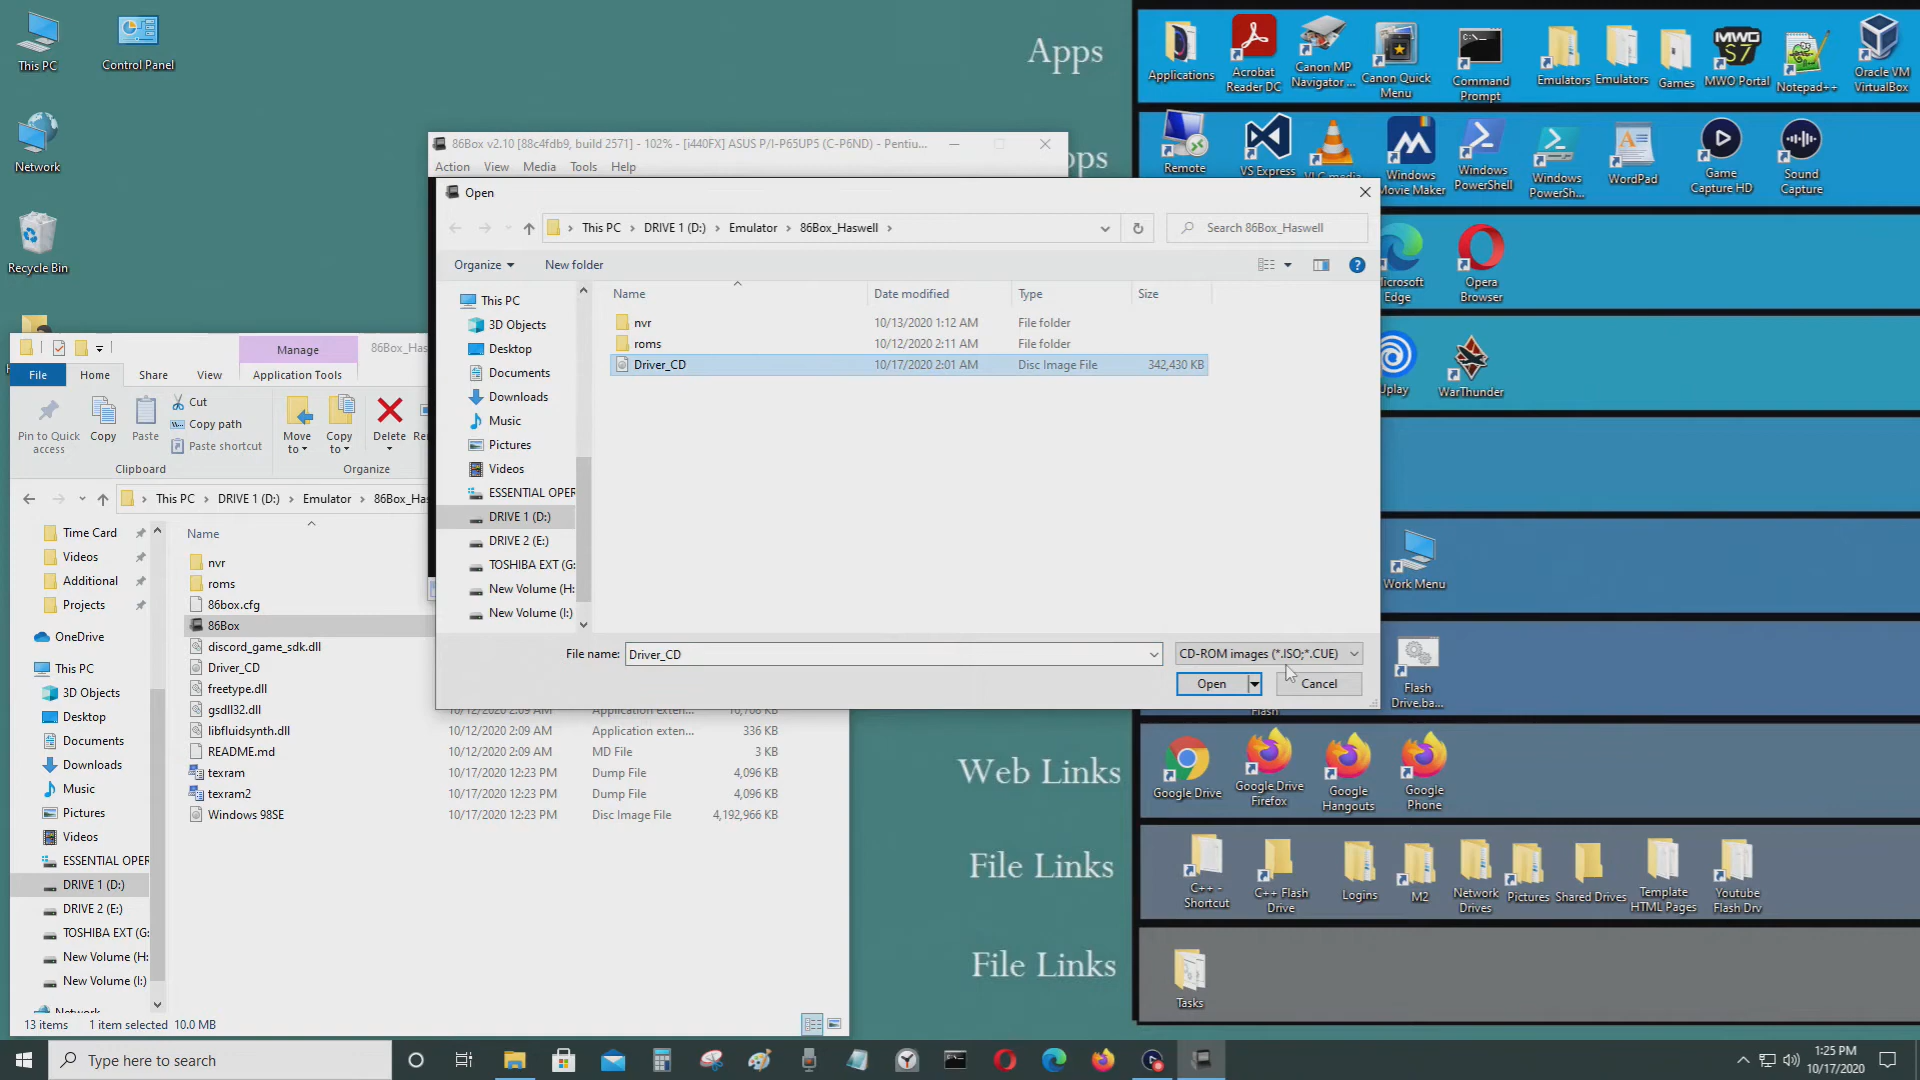 This PC
Control Panel
Network
Recycle Bin
Apps
Applications
Acrobat
Reader DC
Canon MP
Navigator ...
Canon Quick
Menu
Command
Prompt
Emulators
Emulators
Games
MWO Portal
Notepad++
Oracle VM
VirtualBox
Remote
VS Express
Windows
Movie Maker
Windows
PowerShell
Windows
PowerSh...
WordPad
Game
Capture HD
Sound
Capture
Microsoft
Edge
Opera
Browser
Uplay
WarThunder
Work Menu
Flash
Drive.ba...
Flash
Web Links
Google Drive
Google Drive
Firefox
Google
Hangouts
Google
Phone
File Links
C++ -
Shortcut
C++ Flash
Drive
Logins
M2
Network
Drives
Pictures
Shared Drives
Template
HTML Pages
Youtube
Flash Drv
File Links
Tasks
86Box v2.10 [88c4fdb9, build 2571] - 102% - [i440FX] ASUS P/I-P65UP5 (C-P6ND) - Pentiu...
Action View Media Tools Help
Open
This PC > DRIVE 1 (D:) > Emulator > 86Box_Haswell >
Search 86Box_Haswell
Organize
New folder
This PC
3D Objects
Desktop
Documents
Downloads
Music
Pictures
Videos
ESSENTIAL OPER
DRIVE 1 (D:)
DRIVE 2 (E:)
TOSHIBA EXT (G:
New Volume (H:
New Volume (I:)
Name Date modified Type Size
nvr 10/13/2020 1:12 AM File folder
roms 10/12/2020 2:11 AM File folder
Driver_CD 10/17/2020 2:01 AM Disc Image File 342,430 KB
File name: Driver_CD
CD-ROM images (*.ISO;*.CUE)
Open
Cancel
Manage
86Box_Has
File Home Share View Application Tools
Pin to Quick
access
Copy
Paste
Cut
Copy path
Paste shortcut
Move
to
Copy
to
Delete
Clipboard
Organize
This PC > DRIVE 1 (D:) > Emulator > 86Box_Has
Time Card
Videos
Additional
Projects
OneDrive
This PC
3D Objects
Desktop
Documents
Downloads
Music
Pictures
Videos
ESSENTIAL OPER
DRIVE 1 (D:)
DRIVE 2 (E:)
TOSHIBA EXT (G:
New Volume (H:
New Volume (I:)
Network
Name
nvr
roms
86box.cfg
86Box
discord_game_sdk.dll
Driver_CD
freetype.dll
gsdll32.dll
libfluidsynth.dll 10/12/2020 2:09 AM Application exten... 336 KB
README.md 10/12/2020 2:09 AM MD File 3 KB
texram 10/17/2020 12:23 PM Dump File 4,096 KB
texram2 10/17/2020 12:23 PM Dump File 4,096 KB
Windows 98SE 10/17/2020 12:23 PM Disc Image File 4,192,966 KB
13 items 1 item selected 10.0 MB
Type here to search
1:25 PM
10/17/2020